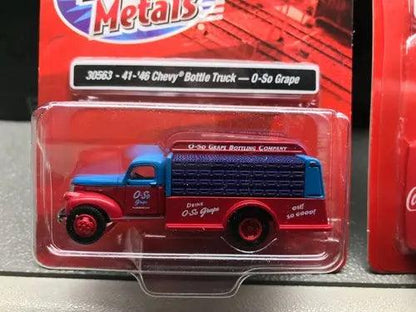 Metals
30563 - 41-'46 Chevy® Bottle Truck — O-So Grape
O-So Grape Bottling Company
O-So
Grape
Drink
O-So Grape
OH!
SO GOOD!